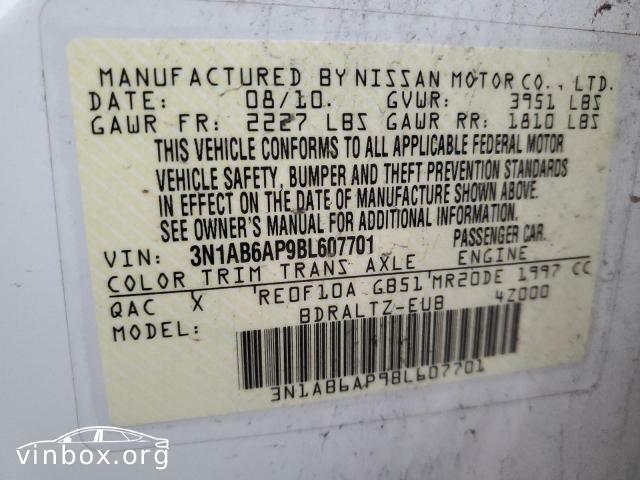 MANUFACTURED BY NISSAN MOTOR CO., LTD.
DATE: 08/10. GVWR: 3951 LBS
GAWR FR: 2227 LBS GAWR RR: 1810 LBS
THIS VEHICLE CONFORMS TO ALL APPLICABLE FEDERAL MOTOR
VEHICLE SAFETY, BUMPER AND THEFT PREVENTION STANDARDS
IN EFFECT ON THE DATE OF MANUFACTURE SHOWN ABOVE.
SEE OWNER'S MANUAL FOR ADDITIONAL INFORMATION.
VIN: 3N1AB6AP9BL607701 PASSENGER CAR.
COLOR TRIM TRANS AXLE ENGINE
QAC X RE0F10A GB51 MR20DE 1997 CC
MODEL: BDRALTZ-EUB 4Z000
3N1AB6AP9BL607701
vinbox.org